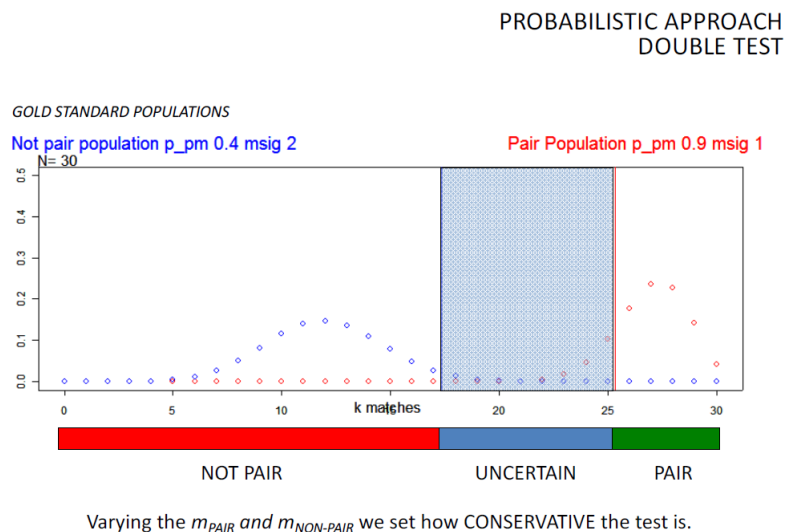 PROBABILISTIC APPROACH
DOUBLE TEST
GOLD STANDARD POPULATIONS
Not pair population p_pm 0.4 msig 2
Pair Population p_pm 0.9 msig 1
N= 30
0.5
0.4
0.3
0.2
0.1
0.0
0 5 10 15 20 25 30
k matches
NOT PAIR UNCERTAIN PAIR
Varying the mPAIR and mNON-PAIR we set how CONSERVATIVE the test is.